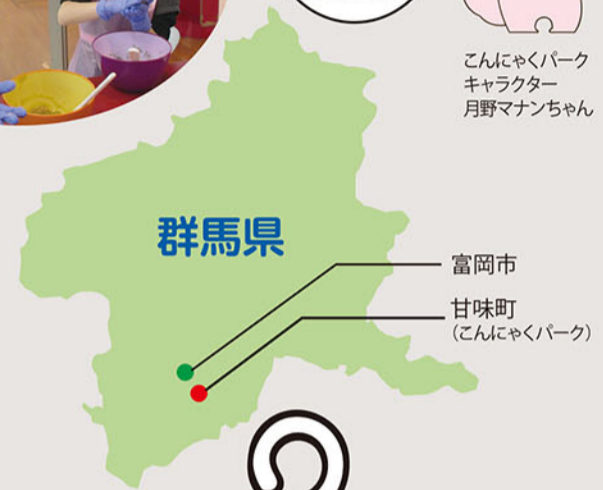 こんにゃくパーク
キャラクター
月野マナンちゃん
群馬県
富岡市
甘味町
（こんにゃくパーク）